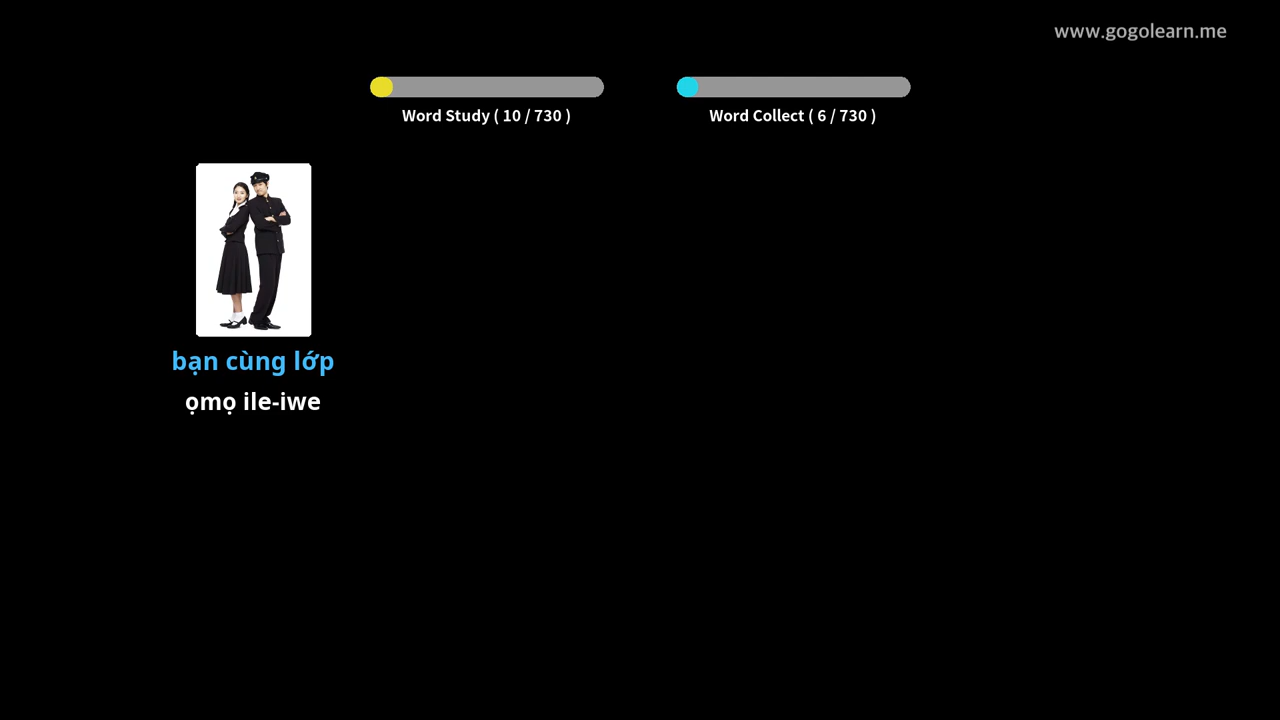 www.gogolearn.me
Word Study ( 10 / 730 )
Word Collect ( 6 / 730 )
bạn cùng lớp
ọmọ ile-iwe